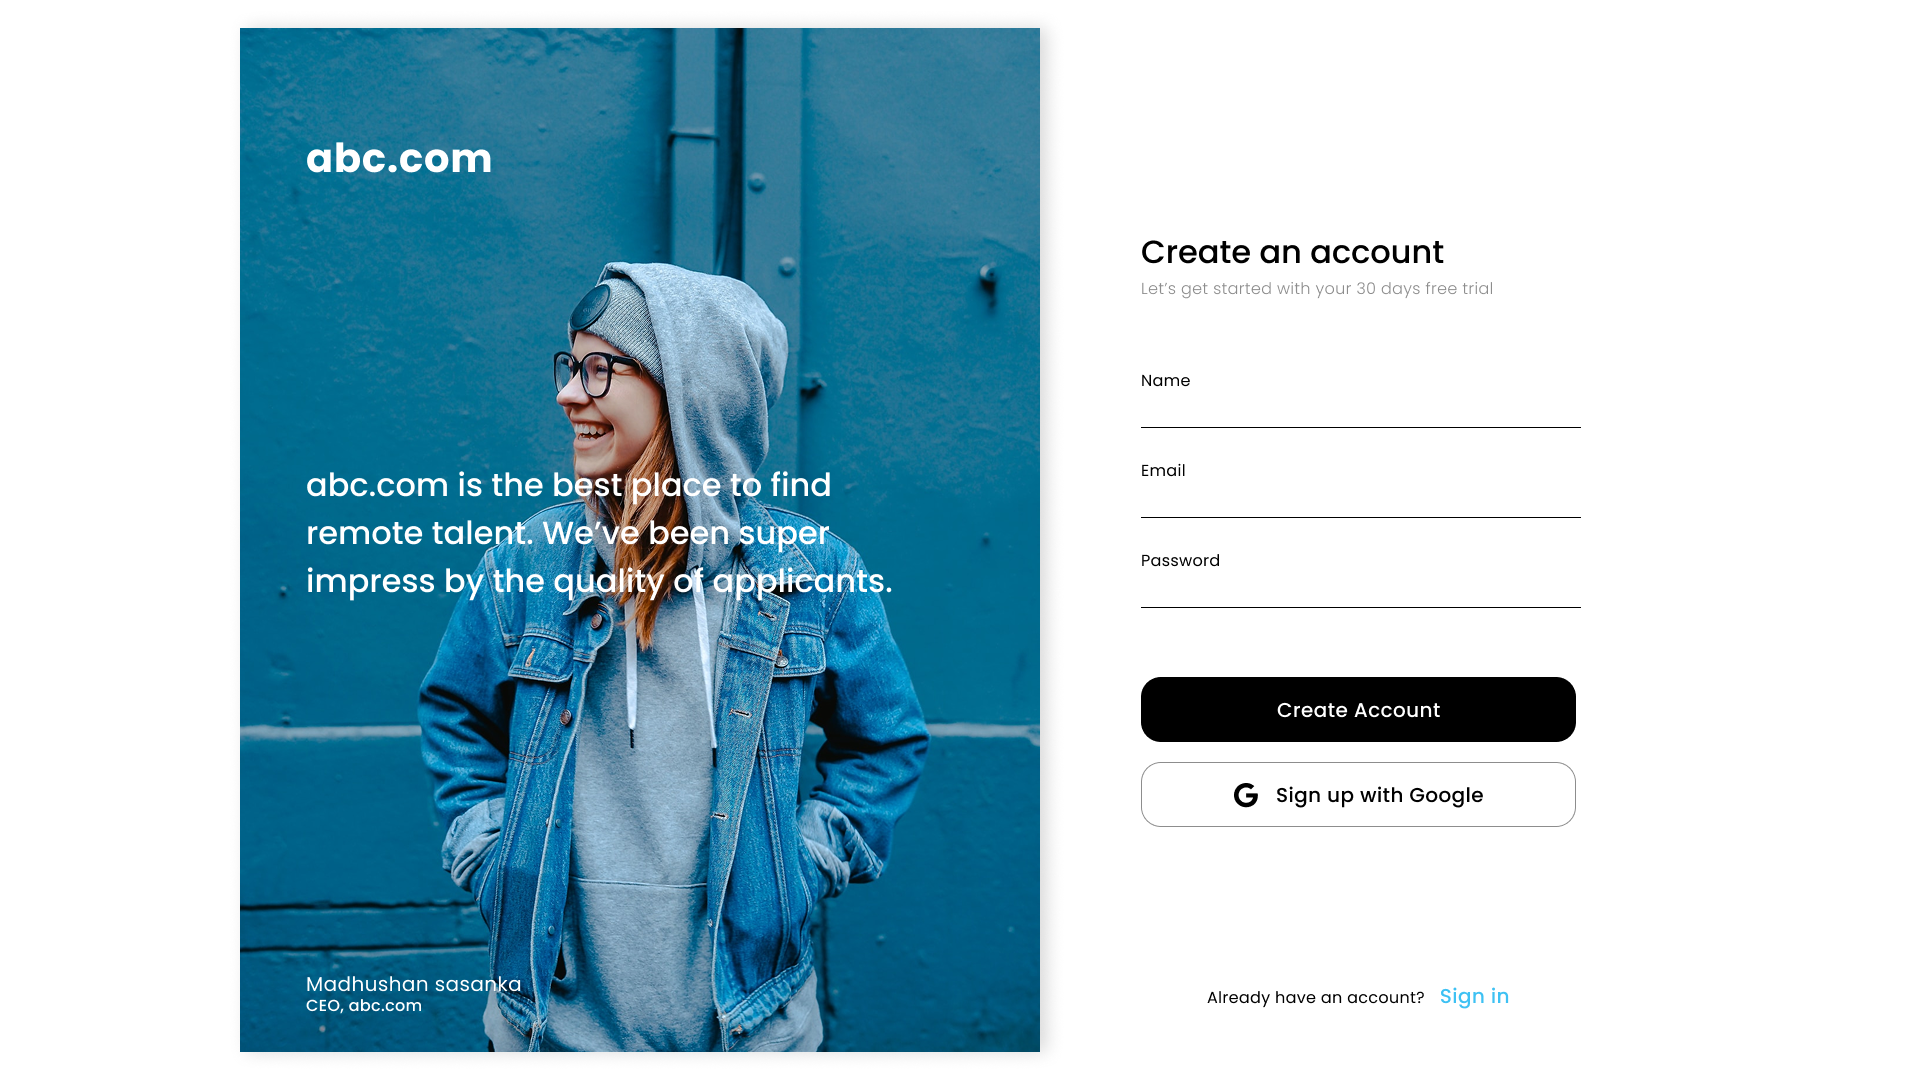 abc.com
abc.com is the best place to find
remote talent. We’ve been super
impress by the quality of applicants.
Madhushan sasanka
CEO, abc.com
Create an account
Let’s get started with your 30 days free trial
Name
Email
Password
Create Account
Sign up with Google
Already have an account? Sign in